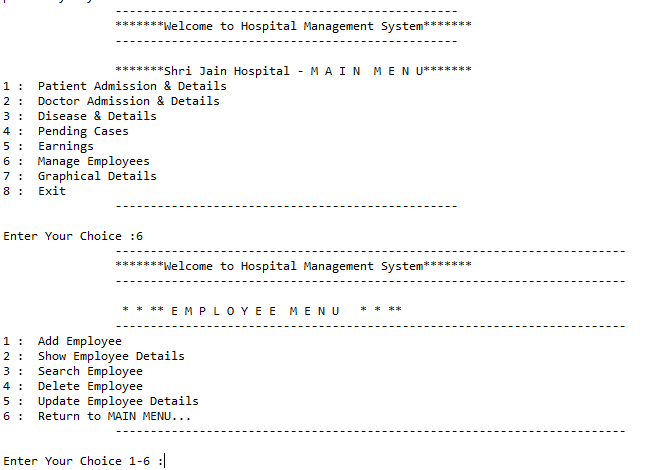 -------------------------------------------------
*******Welcome to Hospital Management System*******
-------------------------------------------------
*******Shri Jain Hospital - M A I N  M E N U*******
1 :  Patient Admission & Details
2 :  Doctor Admission & Details
3 :  Disease & Details
4 :  Pending Cases
5 :  Earnings
6 :  Manage Employees
7 :  Graphical Details
8 :  Exit
-------------------------------------------------
Enter Your Choice :6
-------------------------------------------------------------------------
*******Welcome to Hospital Management System*******
-------------------------------------------------------------------------
* * ** E M P L O Y E E  M E N U   * * **
-------------------------------------------------------------------------
1 :  Add Employee
2 :  Show Employee Details
3 :  Search Employee
4 :  Delete Employee
5 :  Update Employee Details
6 :  Return to MAIN MENU...
-------------------------------------------------------------------------
Enter Your Choice 1-6 :